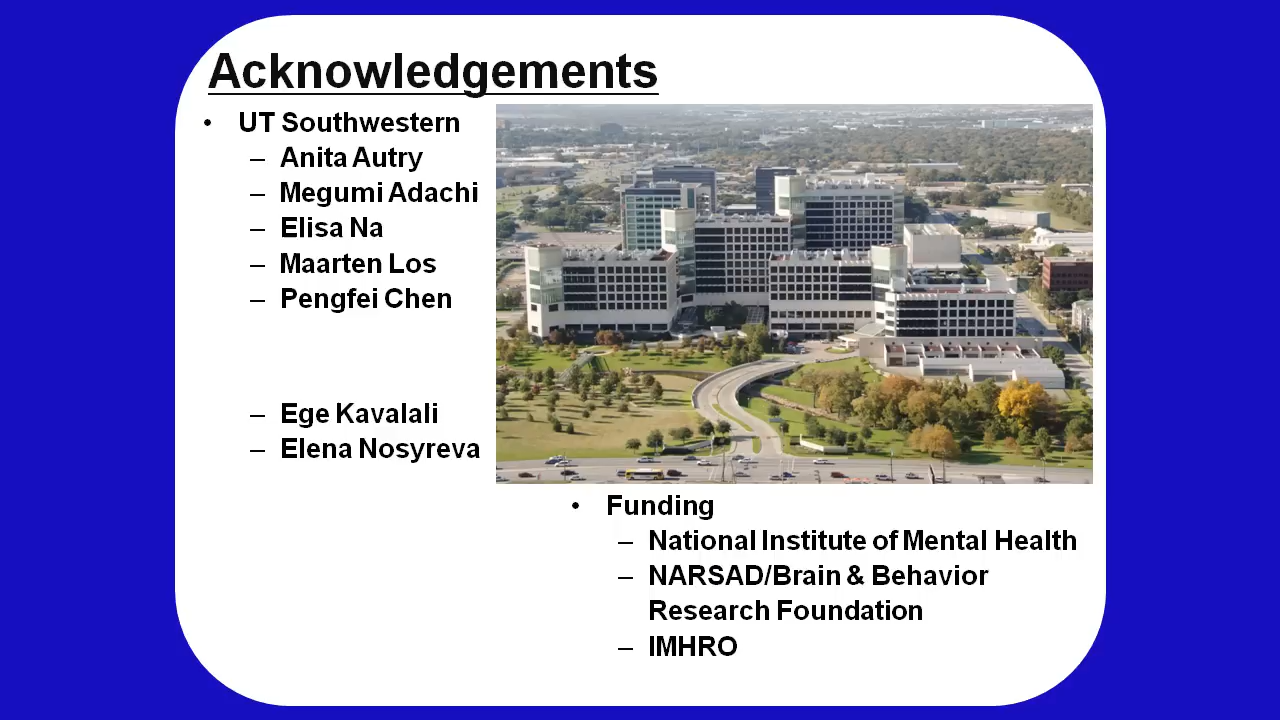 Acknowledgements
• UT Southwestern
– Anita Autry
– Megumi Adachi
– Elisa Na
– Maarten Los
– Pengfei Chen
– Ege Kavalali
– Elena Nosyreva
• Funding
– National Institute of Mental Health
– NARSAD/Brain & Behavior
Research Foundation
– IMHRO